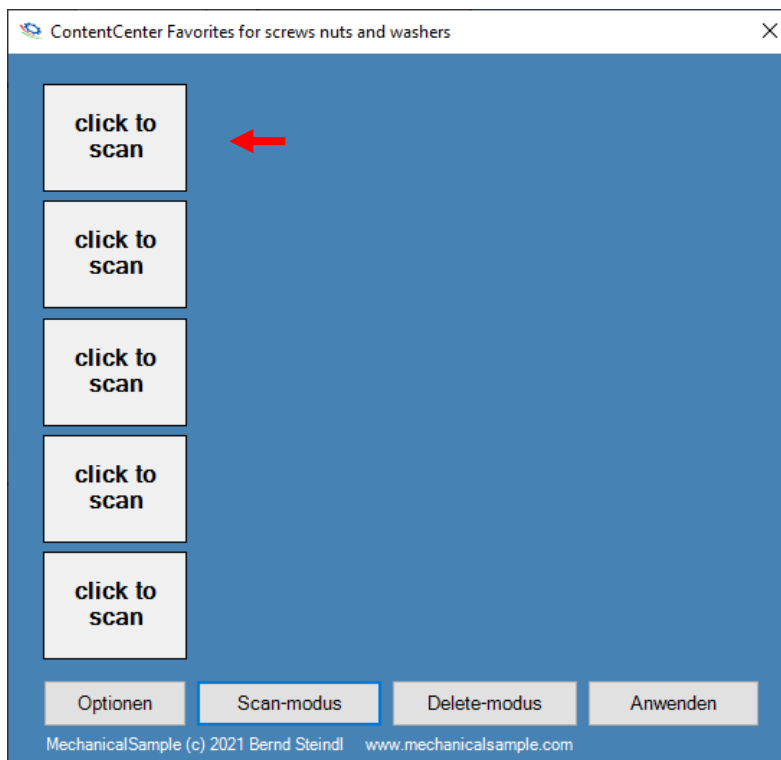 ContentCenter Favorites for screws nuts and washers
click to
scan
click to
scan
click to
scan
click to
scan
click to
scan
Optionen Scan-modus Delete-modus Anwenden
MechanicalSample (c) 2021 Bernd Steindl www.mechanicalsample.com